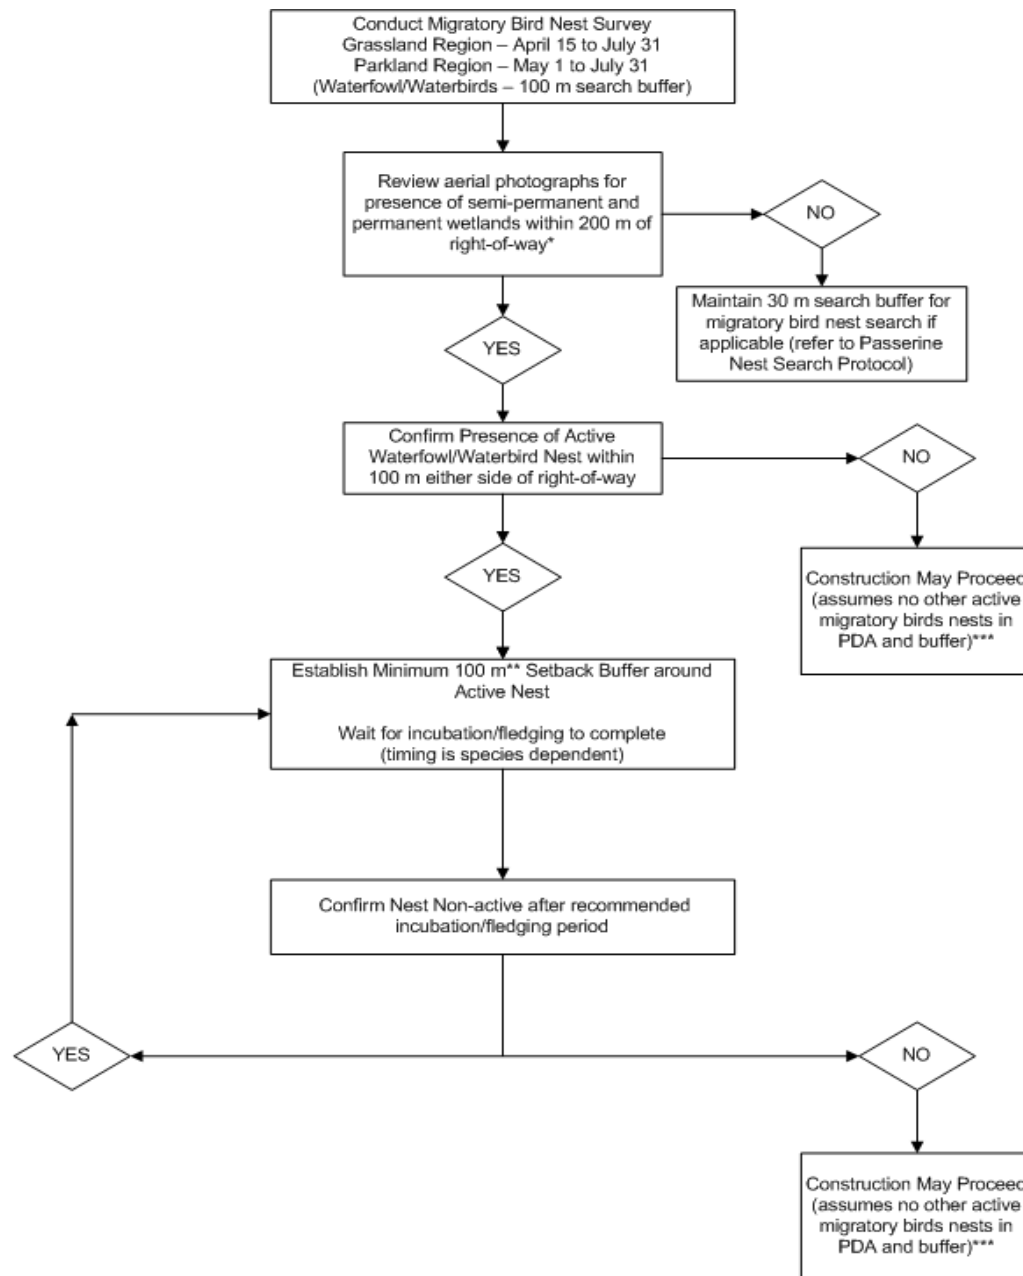 Conduct Migratory Bird Nest Survey
Grassland Region – April 15 to July 31
Parkland Region – May 1 to July 31
(Waterfowl/Waterbirds – 100 m search buffer)
Review aerial photographs for
presence of semi-permanent and
permanent wetlands within 200 m of
right-of-way*
NO
Maintain 30 m search buffer for
migratory bird nest search if
applicable (refer to Passerine
Nest Search Protocol)
YES
Confirm Presence of Active
Waterfowl/Waterbird Nest within
100 m either side of right-of-way
NO
Construction May Proceed
(assumes no other active
migratory birds nests in
PDA and buffer)***
YES
Establish Minimum 100 m** Setback Buffer around
Active Nest
Wait for incubation/fledging to complete
(timing is species dependent)
Confirm Nest Non-active after recommended
incubation/fledging period
YES
NO
Construction May Proceed
(assumes no other active
migratory birds nests in
PDA and buffer)***